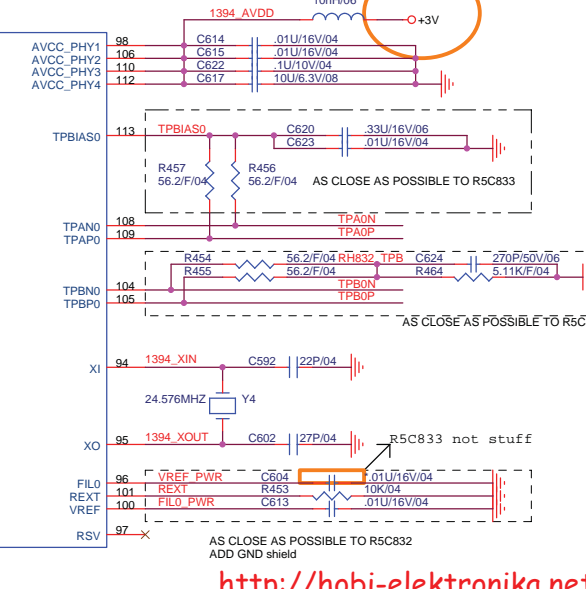 10nH/06
1394_AVDD
+3V
AVCC_PHY1 98 C614 .01U/16V/04
AVCC_PHY2 106 C615 .01U/16V/04
AVCC_PHY3 110 C622 .1U/10V/04
AVCC_PHY4 112 C617 10U/6.3V/08
TPBIAS0 113 TPBIAS0 C620 .33U/16V/06
C623 .01U/16V/04
R457 R456
56.2/F/04 56.2/F/04 AS CLOSE AS POSSIBLE TO R5C833
TPAN0 108 TPA0N
TPAP0 109 TPA0P
R454 56.2/F/04 RH832_TPB C624 270P/50V/06
R455 56.2/F/04 R464 5.11K/F/04
TPBN0 104 TPB0N
TPBP0 105 TPB0P
AS CLOSE AS POSSIBLE TO R5C
XI 94 1394_XIN C592 22P/04
24.576MHZ Y4
XO 95 1394_XOUT C602 27P/04
R5C833 not stuff
FIL0 96 VREF_PWR C604 .01U/16V/04
REXT 101 REXT R453 10K/04
VREF 100 FIL0_PWR C613 .01U/16V/04
RSV 97
AS CLOSE AS POSSIBLE TO R5C832
ADD GND shield
http://hobi-elektronika.net